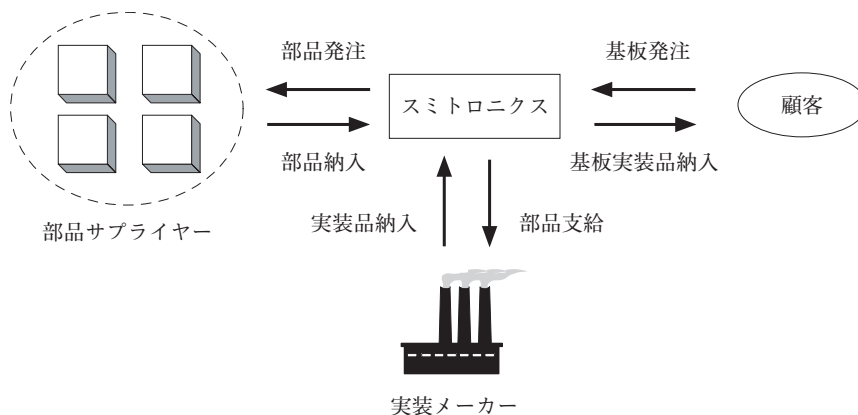 部品発注
基板発注
スミトロニクス
顧客
部品納入
基板実装品納入
部品サプライヤー
実装品納入
部品支給
実装メーカー